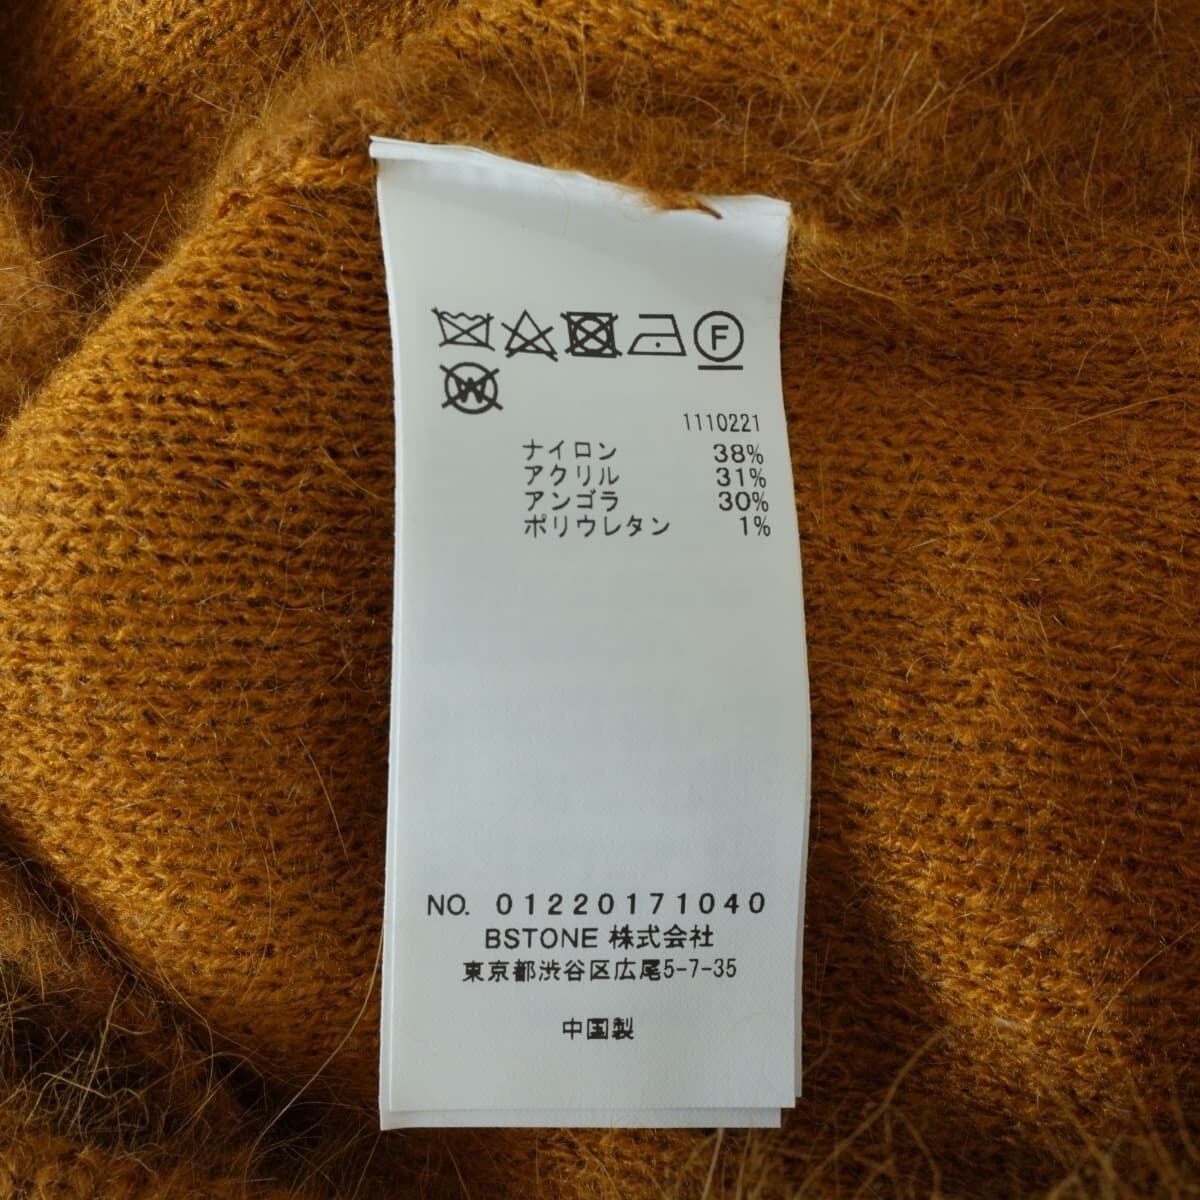 F
W
1110221
ナイロン 38%
アクリル 31%
アンゴラ 30%
ポリウレタン 1%
NO. 01220171040
BSTONE 株式会社
東京都渋谷区広尾5-7-35
中国製